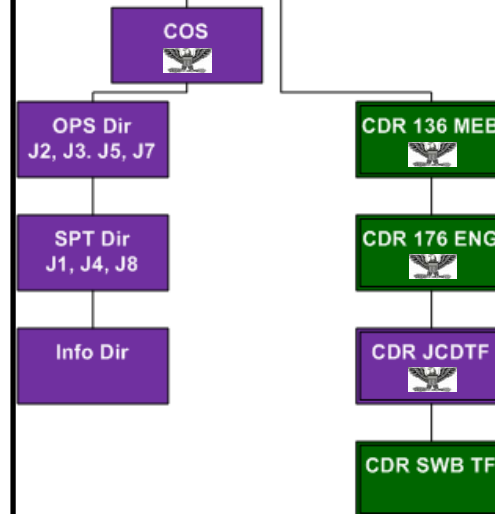 COS
OPS Dir
J2, J3. J5, J7
SPT Dir
J1, J4, J8
Info Dir
CDR 136 MEB
CDR 176 ENG
CDR JCDTF
CDR SWB TF